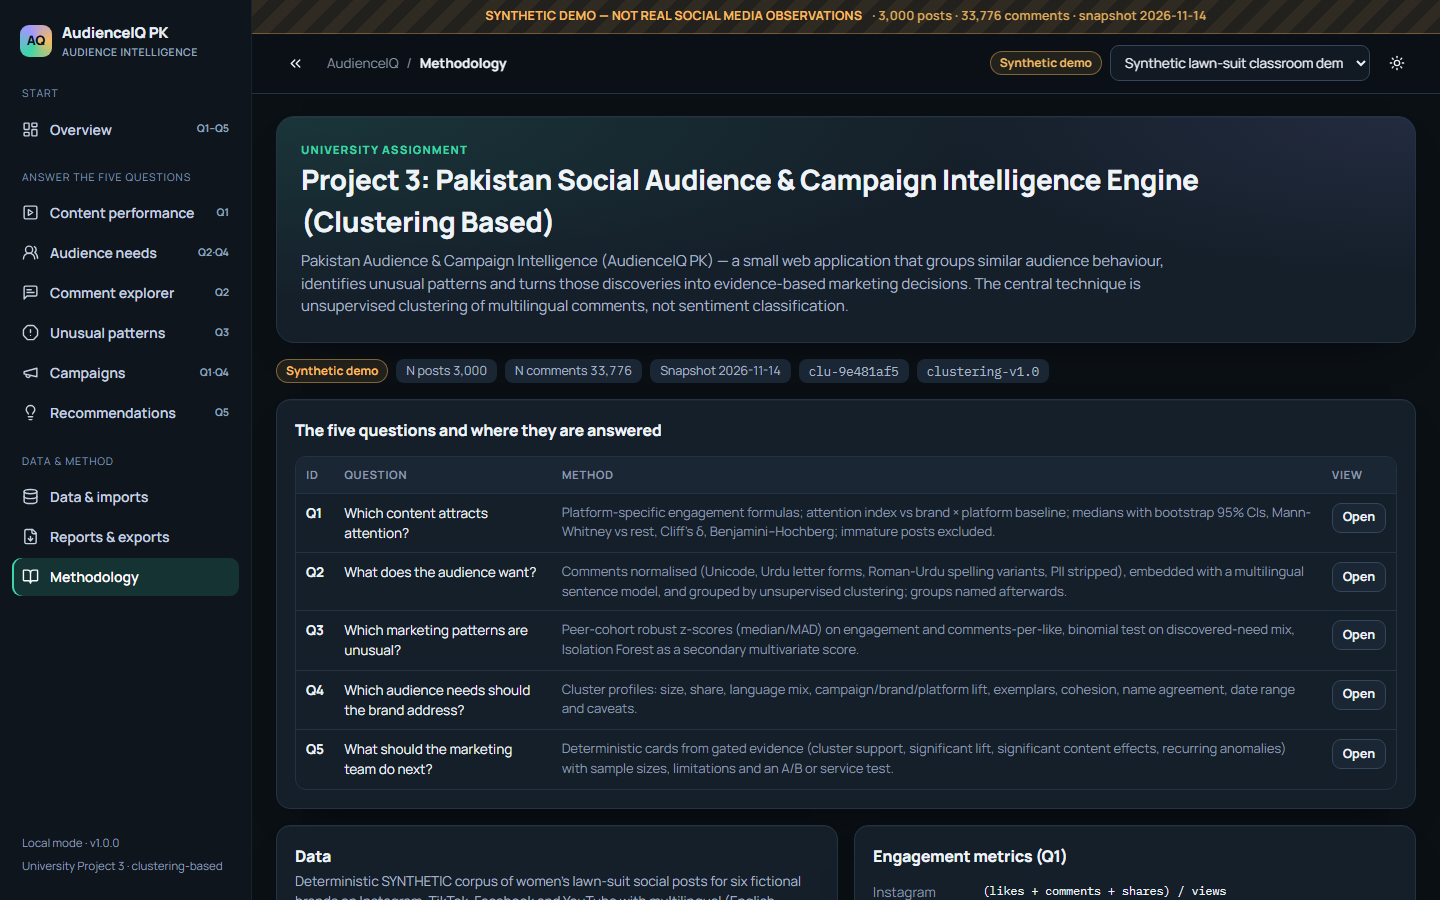 AQ
AudienceIQ PK
AUDIENCE INTELLIGENCE
START
Overview Q1–Q5
ANSWER THE FIVE QUESTIONS
Content performance Q1
Audience needs Q2·Q4
Comment explorer Q2
Unusual patterns Q3
Campaigns Q1·Q4
Recommendations Q5
DATA & METHOD
Data & imports
Reports & exports
Methodology
Local mode · v1.0.0
University Project 3 · clustering-based
SYNTHETIC DEMO — NOT REAL SOCIAL MEDIA OBSERVATIONS · 3,000 posts · 33,776 comments · snapshot 2026-11-14
« AudienceIQ / Methodology
Synthetic demo
Synthetic lawn-suit classroom dem
UNIVERSITY ASSIGNMENT
Project 3: Pakistan Social Audience & Campaign Intelligence Engine
(Clustering Based)
Pakistan Audience & Campaign Intelligence (AudienceIQ PK) — a small web application that groups similar audience behaviour,
identifies unusual patterns and turns those discoveries into evidence-based marketing decisions. The central technique is
unsupervised clustering of multilingual comments, not sentiment classification.
Synthetic demo N posts 3,000 N comments 33,776 Snapshot 2026-11-14 clu-9e481af5 clustering-v1.0
The five questions and where they are answered
ID QUESTION METHOD VIEW
Q1 Which content attracts attention? Platform-specific engagement formulas; attention index vs brand × platform baseline; medians with bootstrap 95% CIs, Mann-
Whitney vs rest, Cliff's δ, Benjamini–Hochberg; immature posts excluded. Open
Q2 What does the audience want? Comments normalised (Unicode, Urdu letter forms, Roman-Urdu spelling variants, PII stripped), embedded with a multilingual
sentence model, and grouped by unsupervised clustering; groups named afterwards. Open
Q3 Which marketing patterns are unusual? Peer-cohort robust z-scores (median/MAD) on engagement and comments-per-like, binomial test on discovered-need mix,
Isolation Forest as a secondary multivariate score. Open
Q4 Which audience needs should the brand address? Cluster profiles: size, share, language mix, campaign/brand/platform lift, exemplars, cohesion, name agreement, date range
and caveats. Open
Q5 What should the marketing team do next? Deterministic cards from gated evidence (cluster support, significant lift, significant content effects, recurring anomalies)
with sample sizes, limitations and an A/B or service test. Open
Data
Deterministic SYNTHETIC corpus of women's lawn-suit social posts for six fictional
brands on Instagram, TikTok, Facebook and YouTube with multilingual (English,
Engagement metrics (Q1)
Instagram (likes + comments + shares) / views